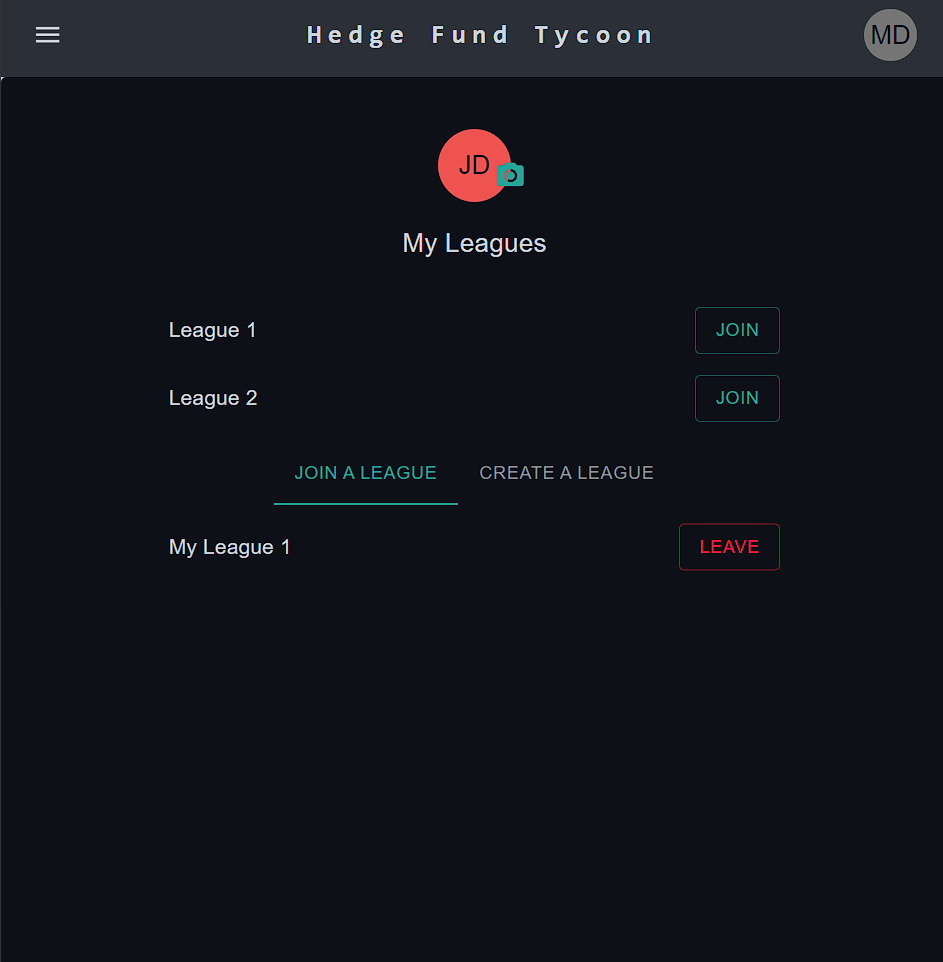 Hedge Fund Tycoon
MD
JD
My Leagues
League 1
JOIN
League 2
JOIN
JOIN A LEAGUE
CREATE A LEAGUE
My League 1
LEAVE